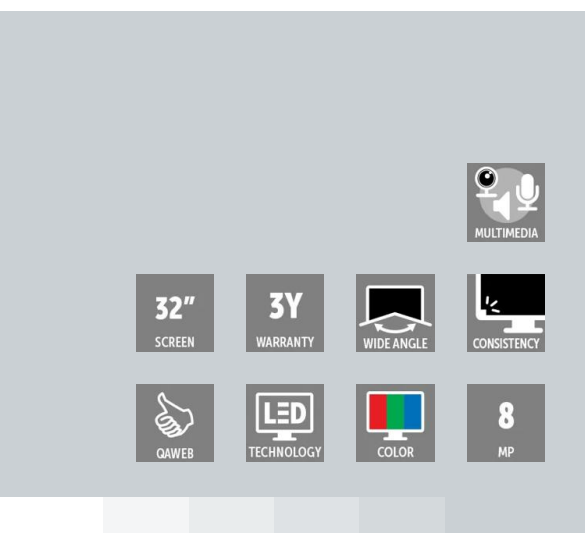 MULTIMEDIA
32"
SCREEN
3Y
WARRANTY
WIDE ANGLE
CONSISTENCY
QAWEB
LED
TECHNOLOGY
COLOR
8
MP